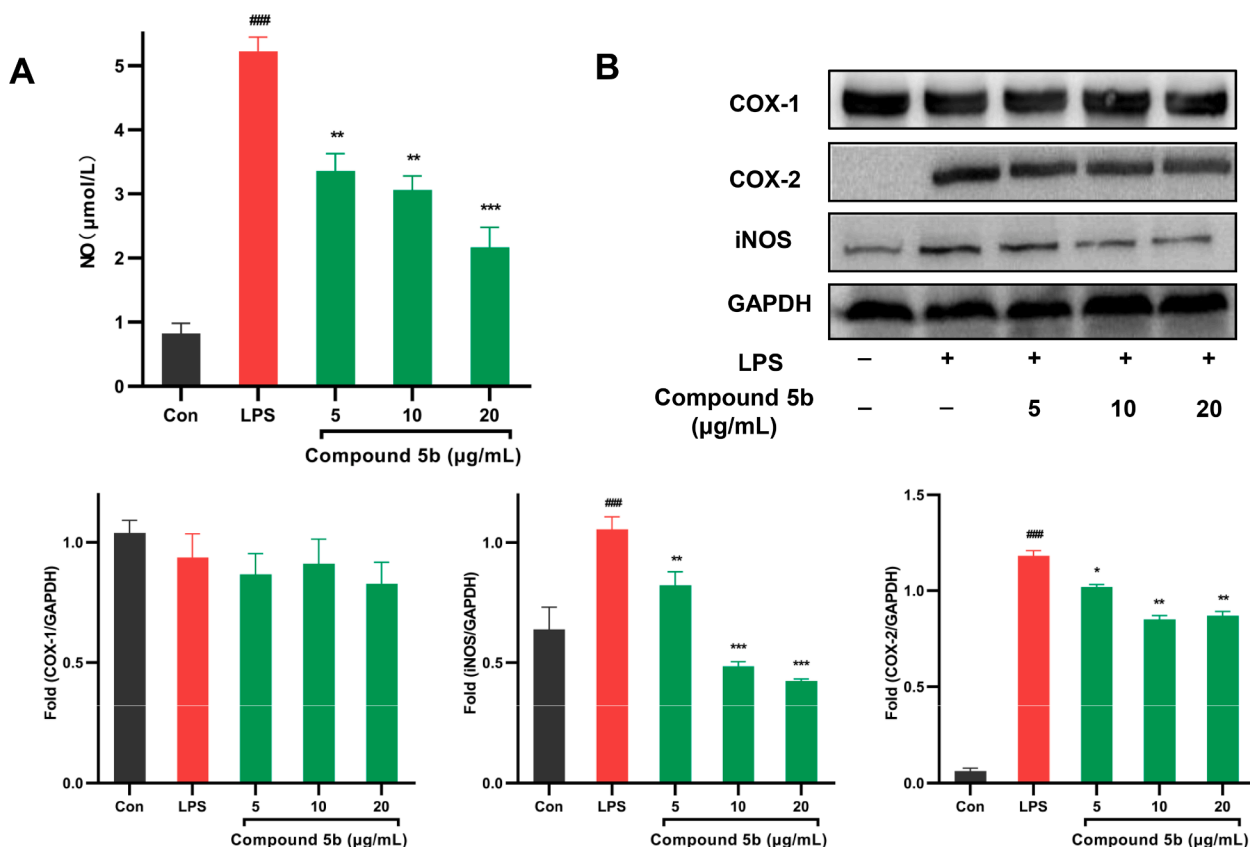 A
###
5
**
**
4
3
***
2
1
0
NO（μmol/L）
Con LPS 5 10 20
Compound 5b (μg/mL)
B
COX-1
COX-2
iNOS
GAPDH
LPS − + + + +
Compound 5b − − 5 10 20
(μg/mL)
1.0
0.5
0.0
Fold (COX-1/GAPDH)
Con LPS 5 10 20
Compound 5b (μg/mL)
###
**
1.0
***
***
0.5
0.0
Fold (iNOS/GAPDH)
Con LPS 5 10 20
Compound 5b (μg/mL)
1.5
###
*
**
**
1.0
0.5
0.0
Fold (COX-2/GAPDH)
Con LPS 5 10 20
Compound 5b (μg/mL)